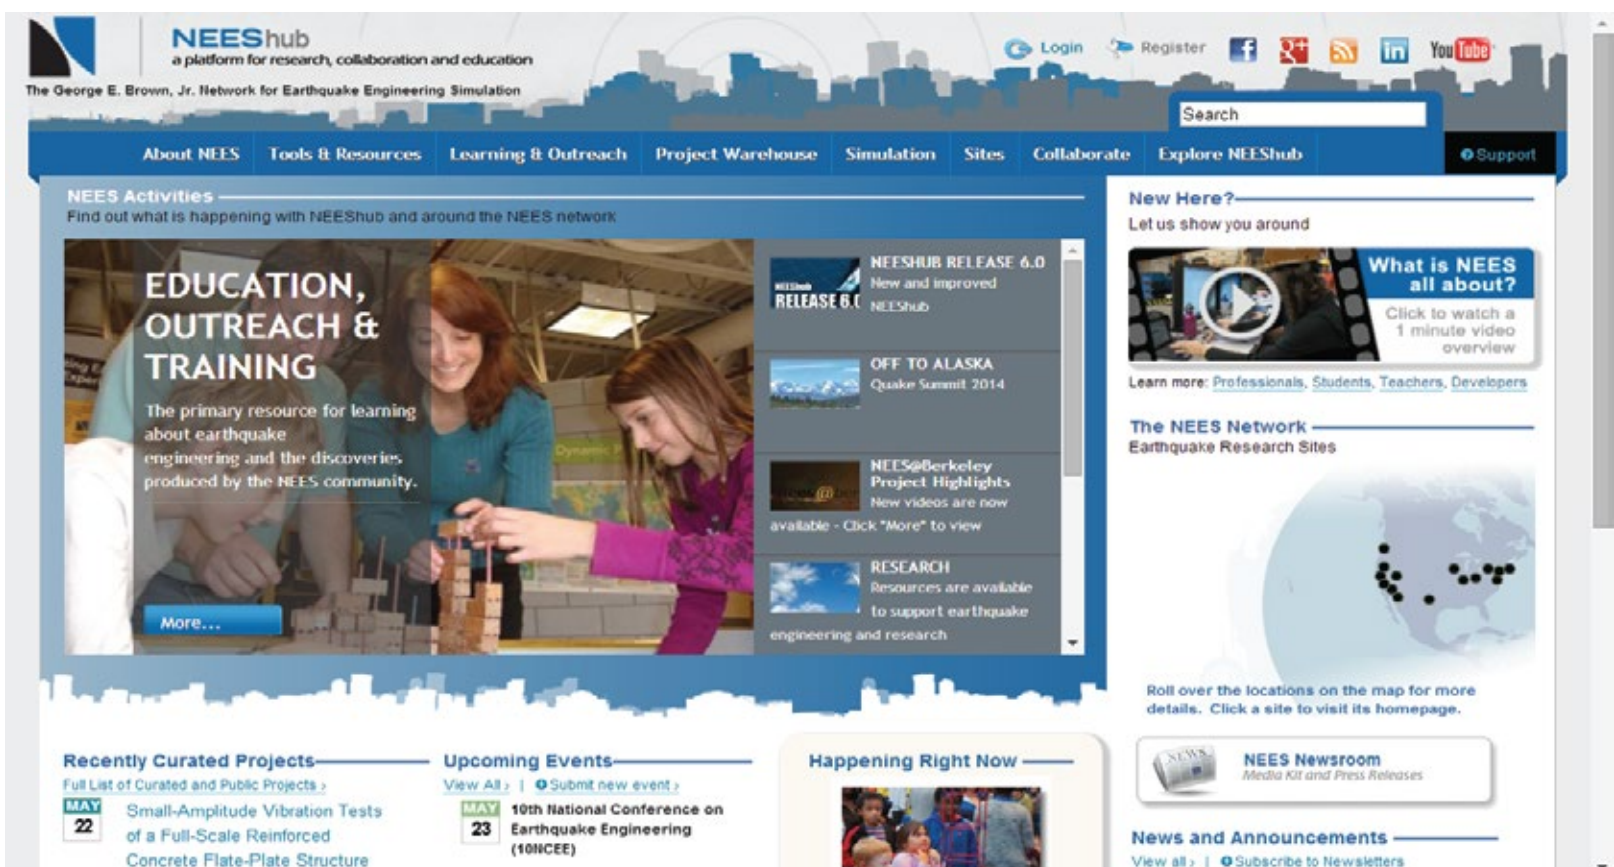 NEEShub
a platform for research, collaboration and education
The George E. Brown, Jr. Network for Earthquake Engineering Simulation
Login
Register
You Tube
Search
About NEES
Tools & Resources
Learning & Outreach
Project Warehouse
Simulation
Sites
Collaborate
Explore NEEShub
Support
NEES Activities
Find out what is happening with NEEShub and around the NEES network
EDUCATION,
OUTREACH &
TRAINING
The primary resource for learning
about earthquake
engineering and the discoveries
produced by the NEES community.
More...
NEEShub
RELEASE 6.0
NEESHUB RELEASE 6.0
New and improved
NEEShub
OFF TO ALASKA
Quake Summit 2014
NEES@Berkeley
Project Highlights
New videos are now
available - Click "More" to view
RESEARCH
Resources are available
to support earthquake
engineering and research
New Here?
Let us show you around
What is NEES
all about?
Click to watch a
1 minute video
overview
Learn more: Professionals, Students, Teachers, Developers
The NEES Network
Earthquake Research Sites
Roll over the locations on the map for more
details. Click a site to visit its homepage.
NEWS
NEES Newsroom
Media Kit and Press Releases
News and Announcements
View all › | Subscribe to Newsletters
Recently Curated Projects
Full List of Curated and Public Projects ›
MAY
22
Small-Amplitude Vibration Tests
of a Full-Scale Reinforced
Concrete Flate-Plate Structure
Upcoming Events
View All › | Submit new event ›
MAY
23
10th National Conference on
Earthquake Engineering
(10NCEE)
Happening Right Now